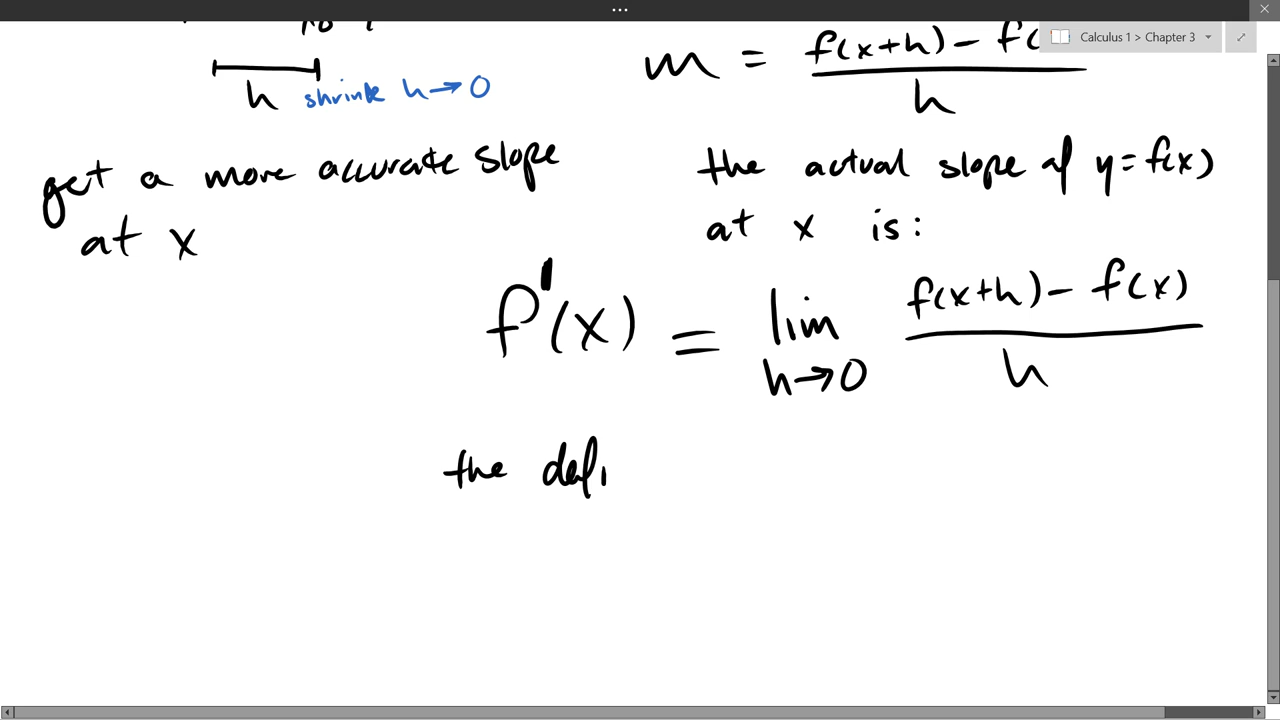 Calculus 1 > Chapter 3
m = f(x+h) - f(
h
h shrink h→0
get a more accurate slope
at x
the actual slope of y=f(x)
at x is:
f'(x) = lim h→0 f(x+h) - f(x)
h
the defi